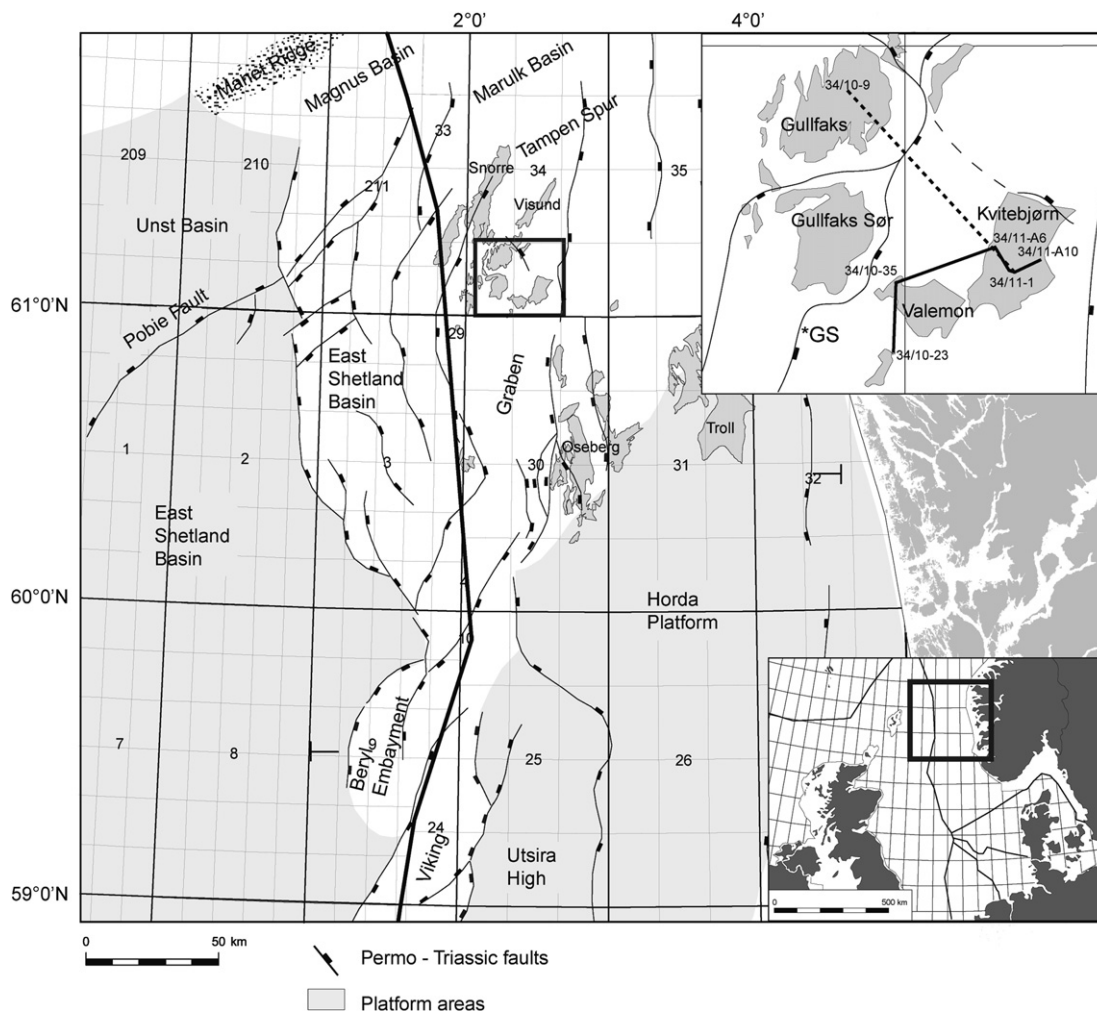 2°0'
4°0'
Manet Ridge
Magnus Basin
Marulk Basin
Tampen Spur
33
209
210
211
Snorre
34
Visund
35
Unst Basin
34/10-9
Gullfaks
Gullfaks Sør
Kvitebjørn
34/11-A6
34/11-A10
34/10-35
34/11-1
Valemon
*GS
34/10-23
61°0'N
Pobie Fault
29
East
Shetland
Basin
Graben
Troll
Oseberg
1
2
3
30
31
32
East
Shetland
Basin
4
60°0'N
Horda
Platform
10
7
8
Beryl
Embayment
9
25
26
24
Viking
Utsira
High
59°0'N
0
500 km
0
50 km
Permo - Triassic faults
Platform areas